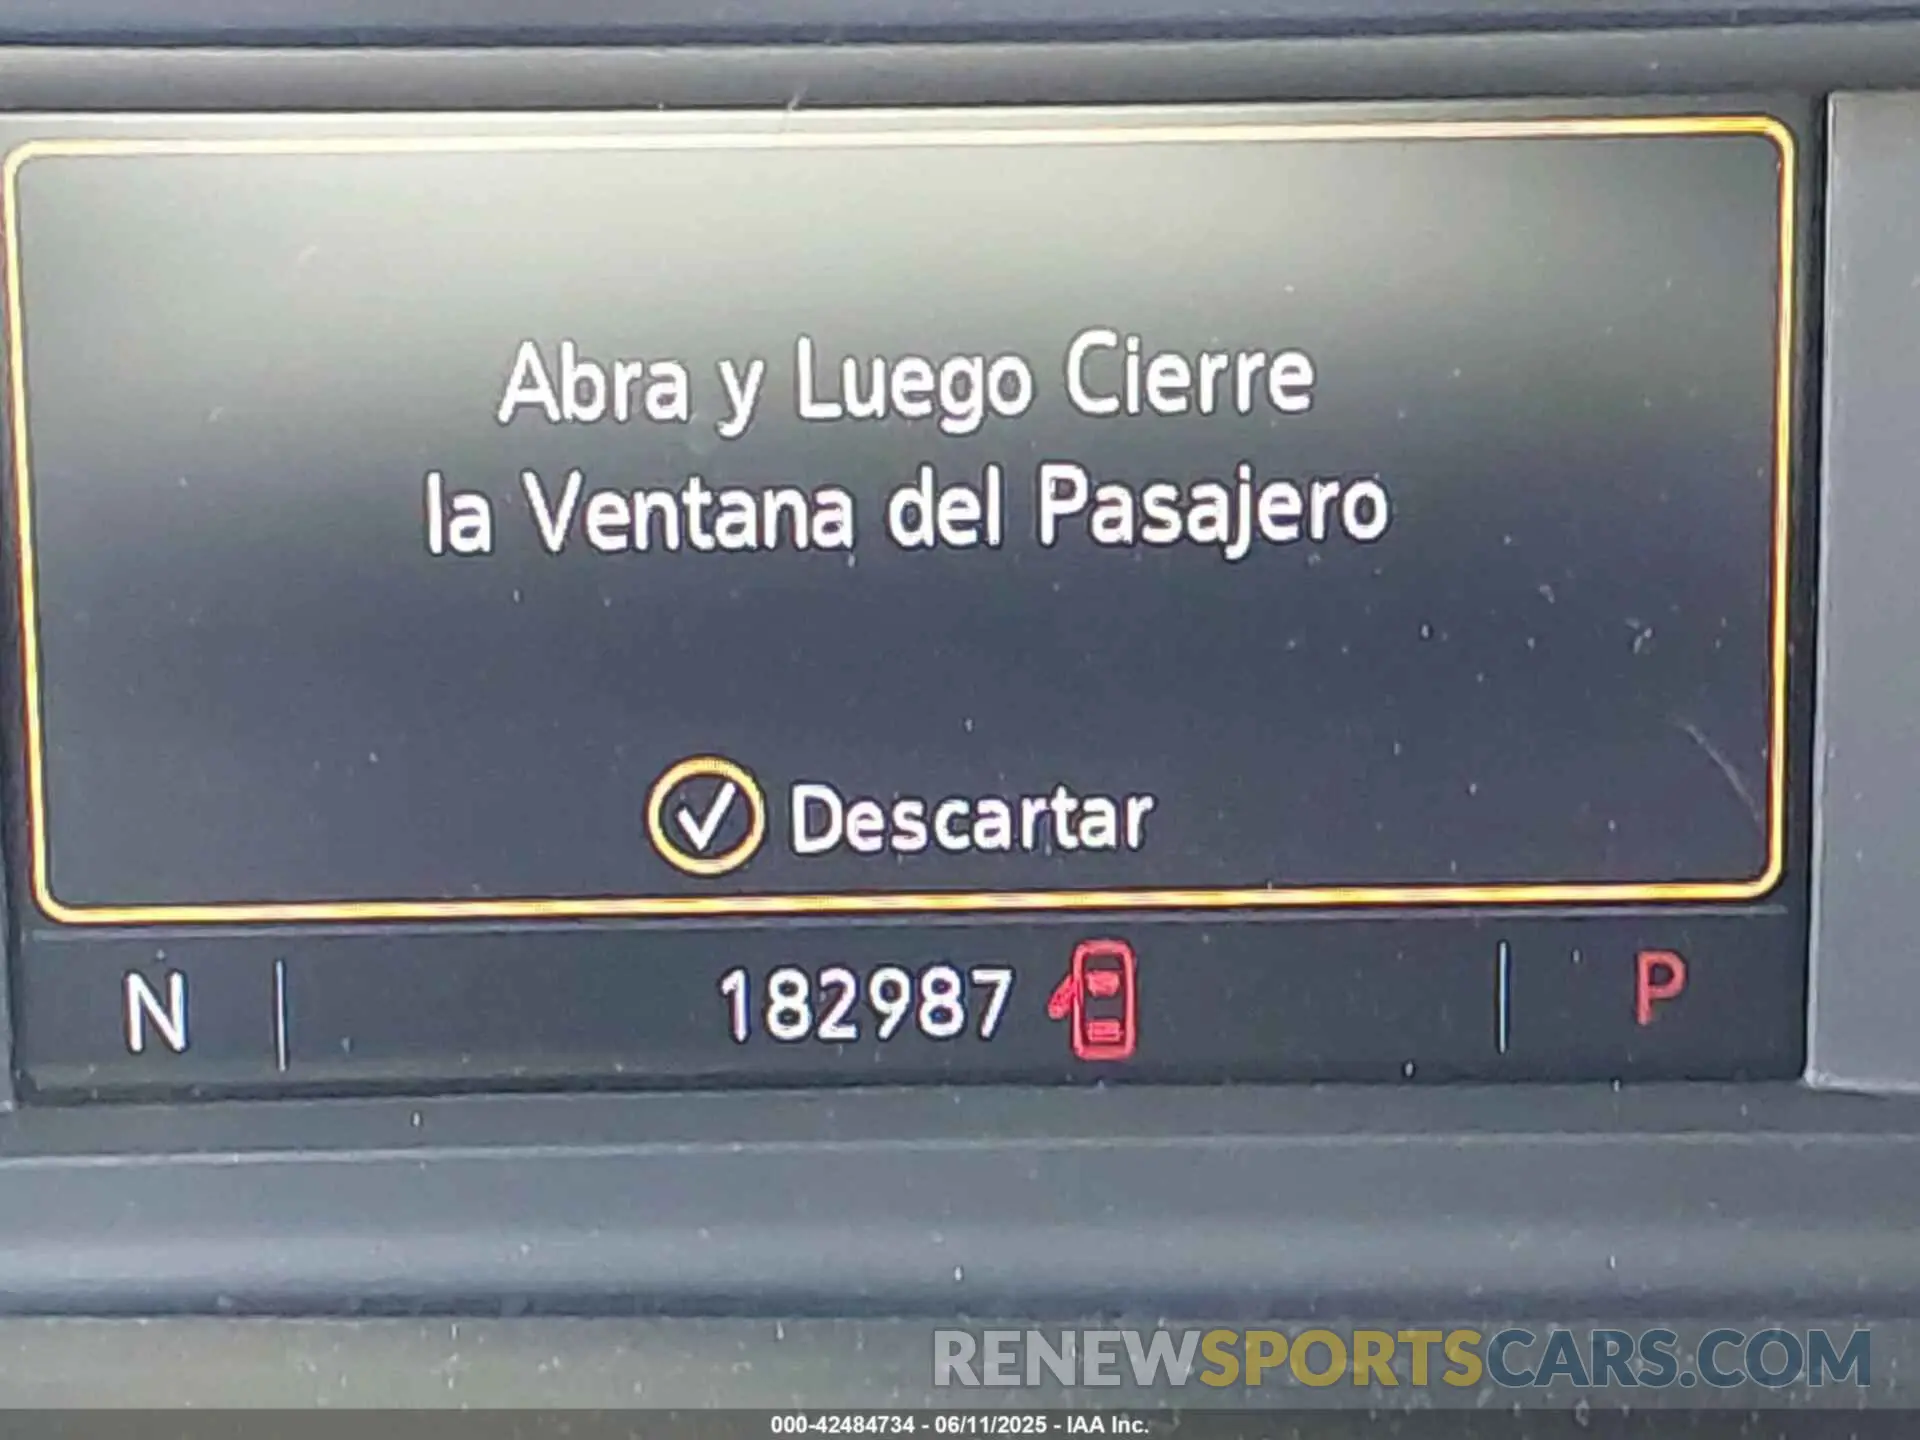 Abra y Luego Cierre
la Ventana del Pasajero
Descartar
N 182987 P
RENEWSPORTSCARS.COM
000-42484734 - 06/11/2025 - IAA Inc.